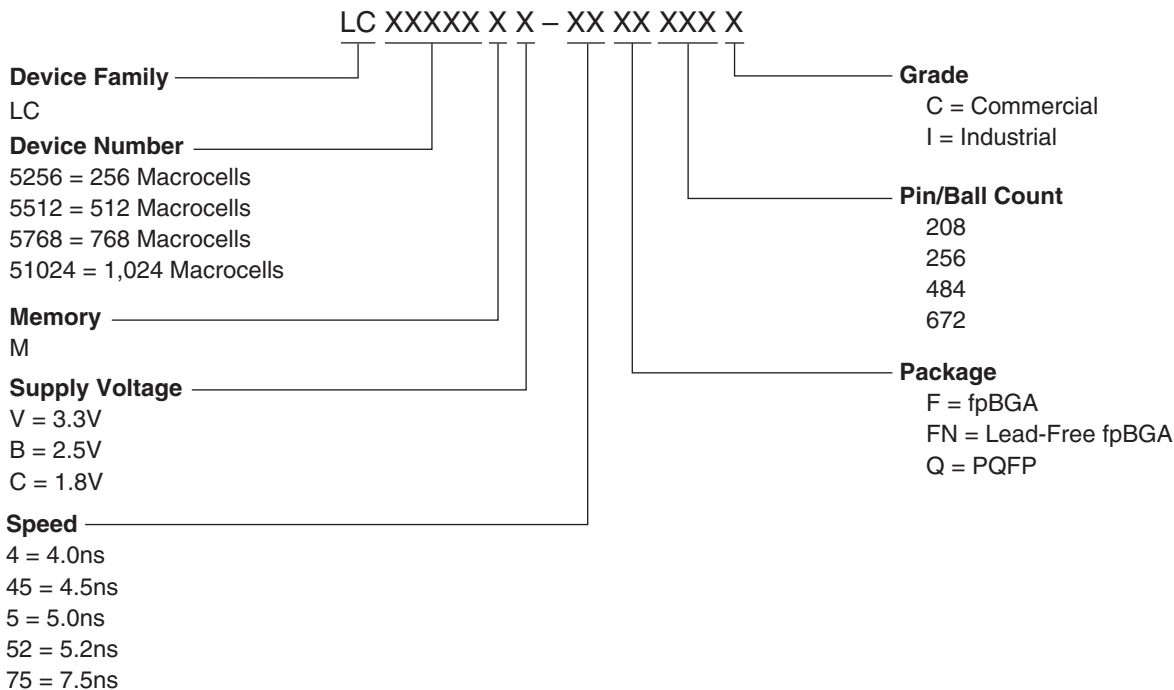 LC XXXXX X X – XX XX XXX X
Device Family
LC
Device Number
5256 = 256 Macrocells
5512 = 512 Macrocells
5768 = 768 Macrocells
51024 = 1,024 Macrocells
Memory
M
Supply Voltage
V = 3.3V
B = 2.5V
C = 1.8V
Speed
4 = 4.0ns
45 = 4.5ns
5 = 5.0ns
52 = 5.2ns
75 = 7.5ns
Grade
C = Commercial
I = Industrial
Pin/Ball Count
208
256
484
672
Package
F = fpBGA
FN = Lead-Free fpBGA
Q = PQFP